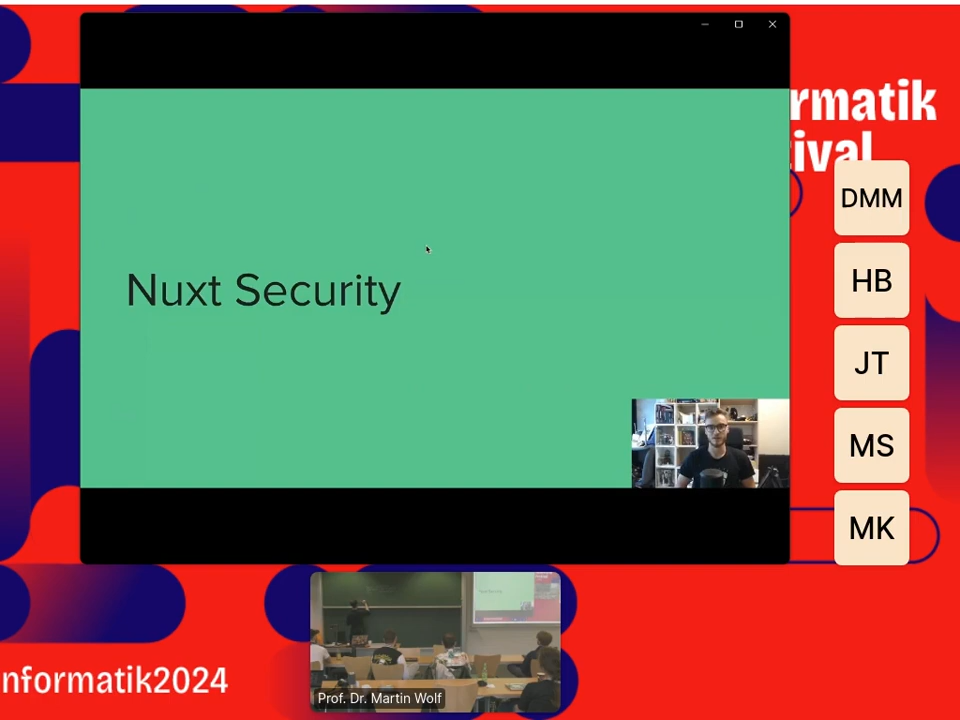 rmatik
ival
Nuxt Security
DMM
HB
JT
MS
MK
nformatik2024
Prof. Dr. Martin Wolf